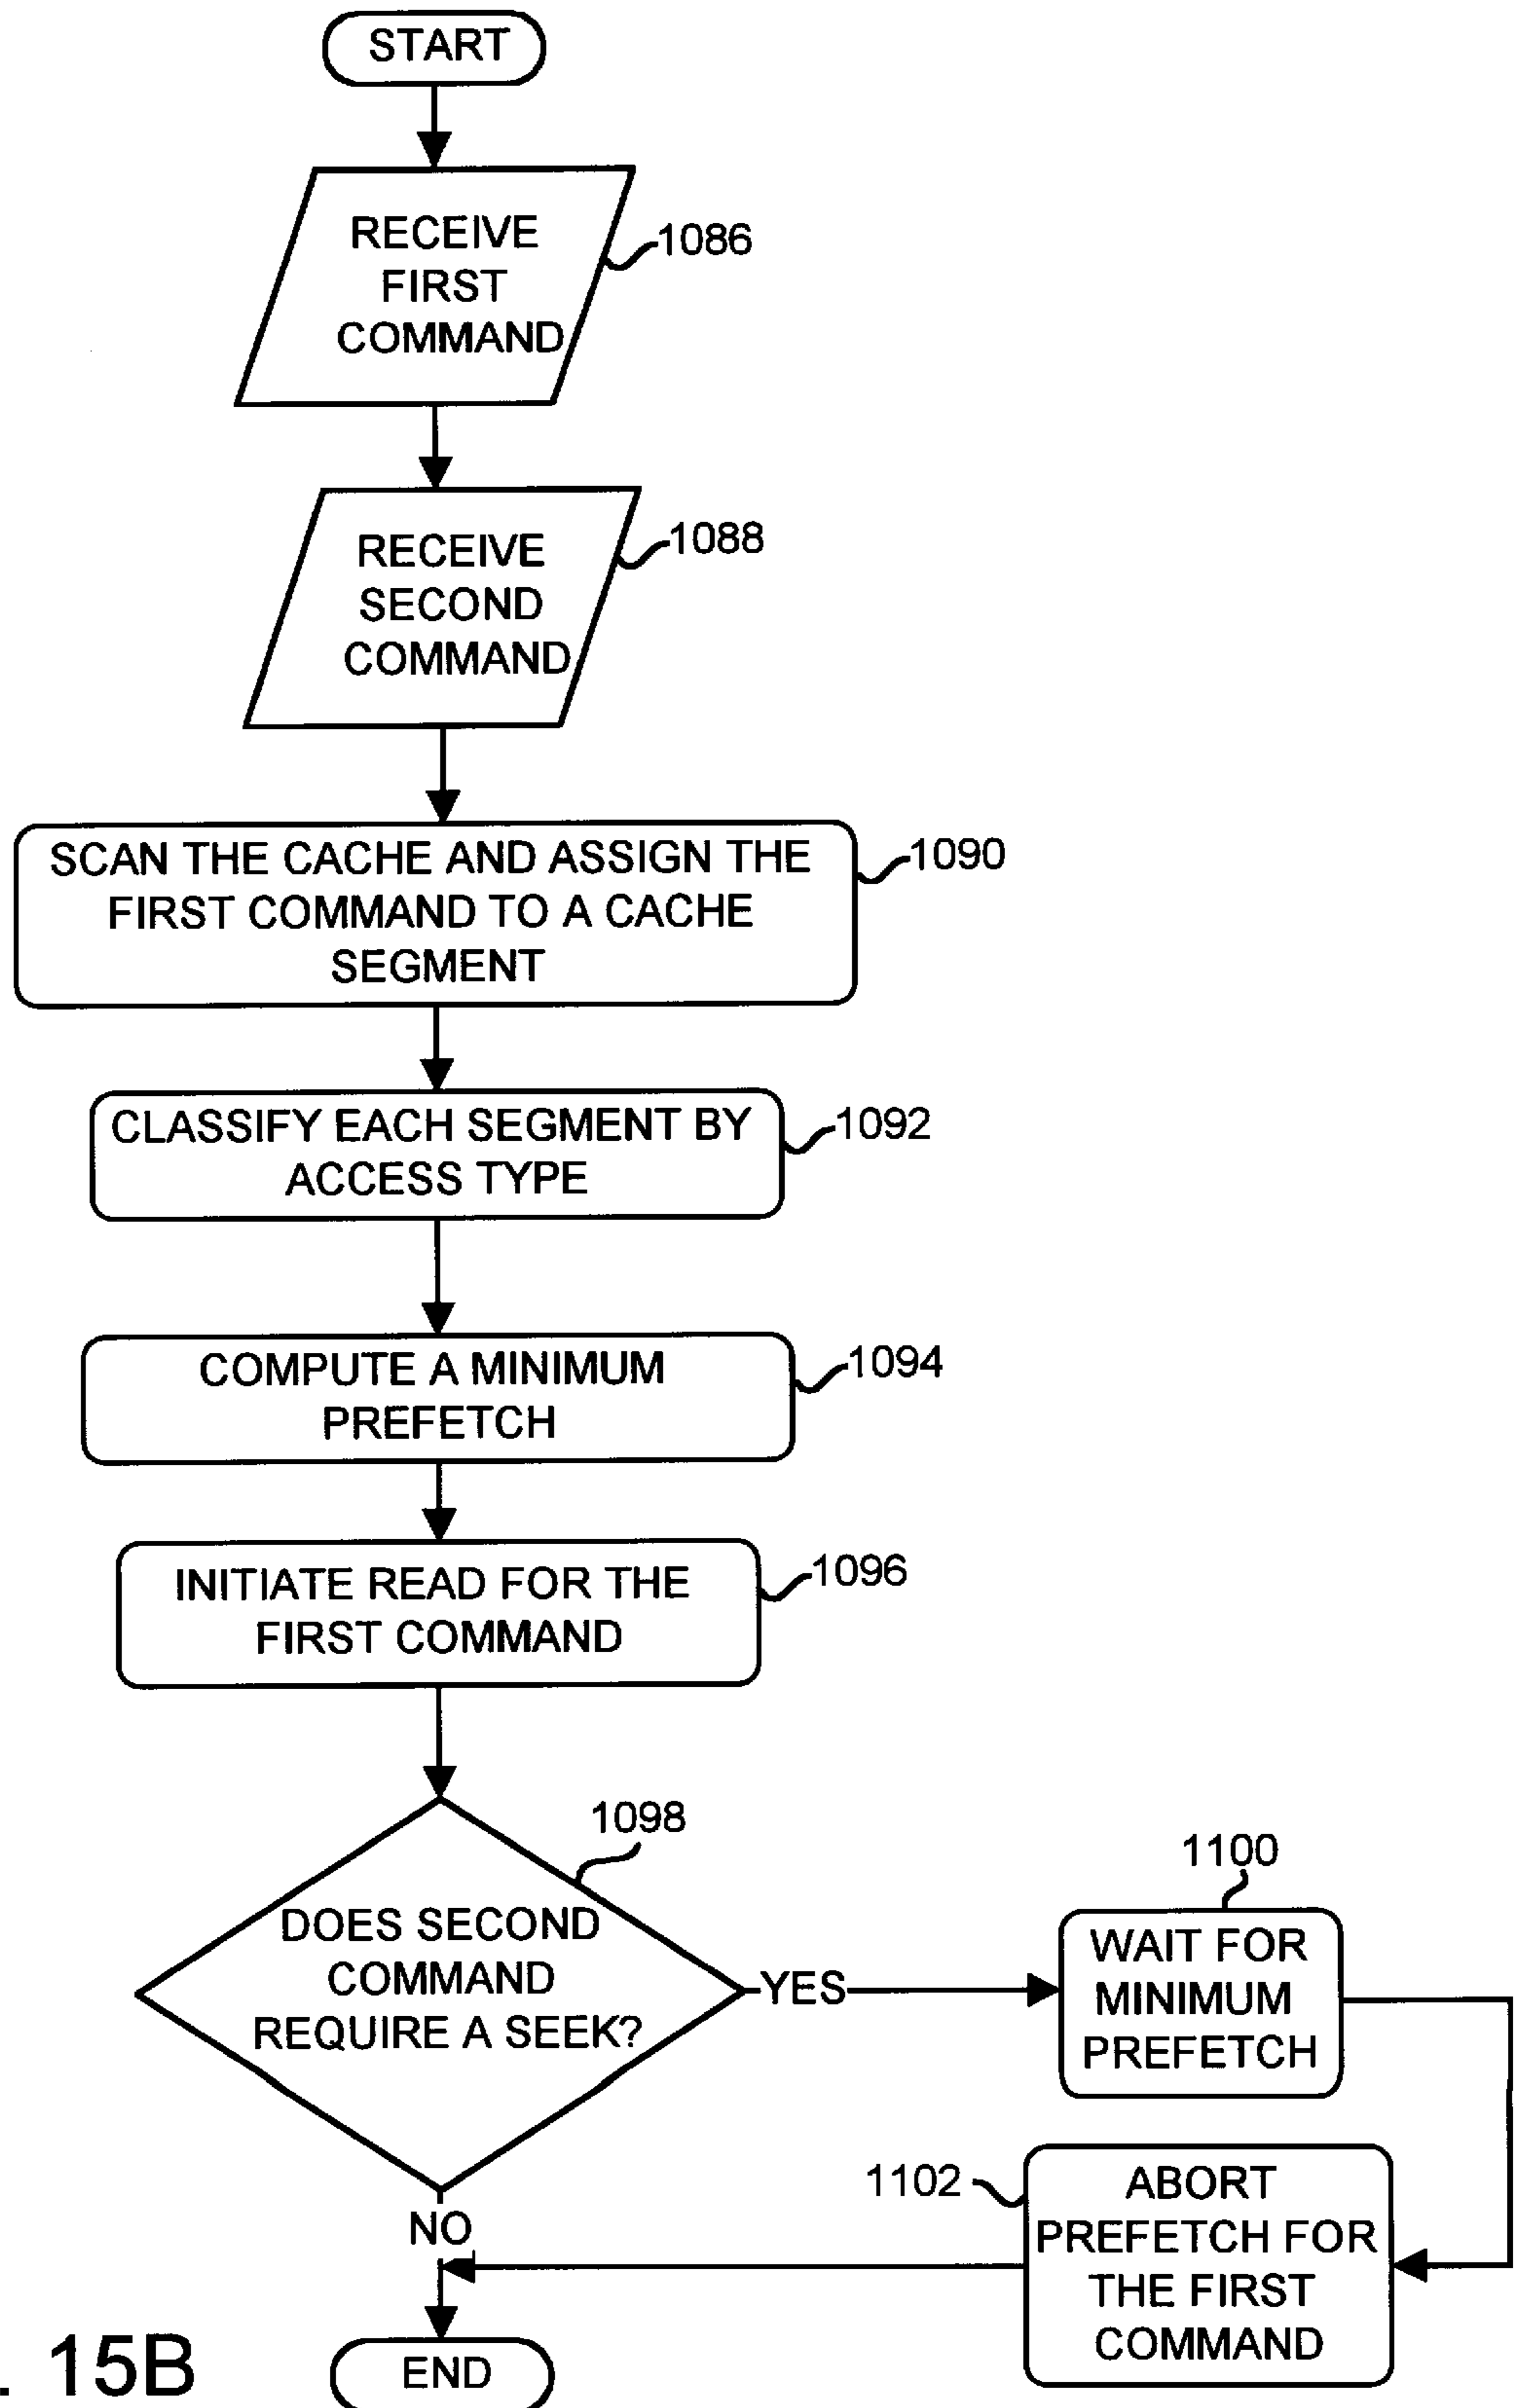 START
RECEIVE
FIRST
COMMAND
1086
RECEIVE
SECOND
COMMAND
1088
SCAN THE CACHE AND ASSIGN THE
FIRST COMMAND TO A CACHE
SEGMENT
1090
CLASSIFY EACH SEGMENT BY
ACCESS TYPE
1092
COMPUTE A MINIMUM
PREFETCH
1094
INITIATE READ FOR THE
FIRST COMMAND
1096
1098
DOES SECOND
COMMAND
REQUIRE A SEEK?
YES
1100
WAIT FOR
MINIMUM
PREFETCH
1102
ABORT
PREFETCH FOR
THE FIRST
COMMAND
NO
END
. 15B